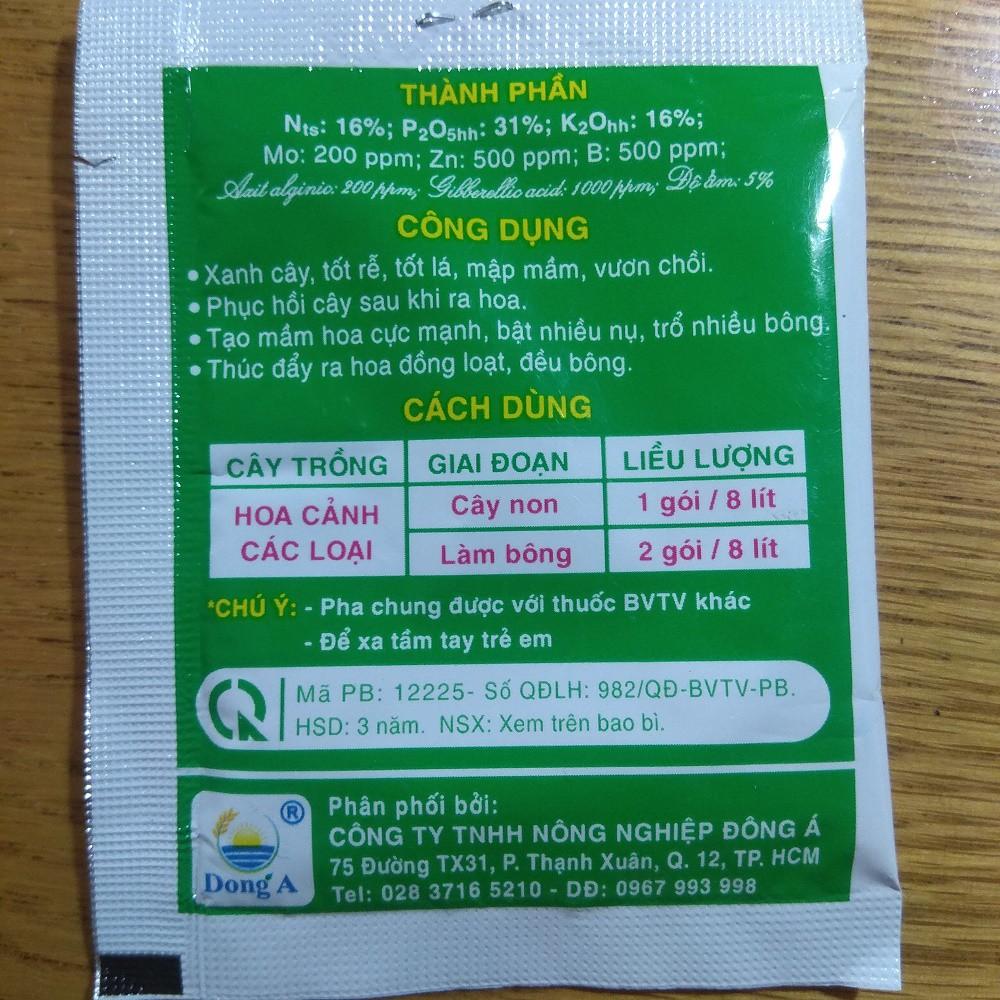 THÀNH PHẦN
Nts: 16%; P2O5hh: 31%; K2Ohh: 16%;
Mo: 200 ppm; Zn: 500 ppm; B: 500 ppm;
Axit alginic: 200 ppm; Gibberellic acid: 1000 ppm; Độ ẩm: 5%
CÔNG DỤNG
• Xanh cây, tốt rễ, tốt lá, mập mầm, vươn chồi.
• Phục hồi cây sau khi ra hoa.
• Tạo mầm hoa cực mạnh, bật nhiều nụ, trổ nhiều bông.
• Thúc đẩy ra hoa đồng loạt, đều bông.
CÁCH DÙNG
CÂY TRỒNG GIAI ĐOẠN LIỀU LƯỢNG
HOA CẢNH CÁC LOẠI
Cây non 1 gói / 8 lít
Làm bông 2 gói / 8 lít
*CHÚ Ý: - Pha chung được với thuốc BVTV khác
- Để xa tầm tay trẻ em
Mã PB: 12225- Số QĐLH: 982/QĐ-BVTV-PB.
HSD: 3 năm. NSX: Xem trên bao bì.
®
Dong A
Phân phối bởi:
CÔNG TY TNHH NÔNG NGHIỆP ĐÔNG Á
75 Đường TX31, P. Thạnh Xuân, Q. 12, TP. HCM
Tel: 028 3716 5210 - DĐ: 0967 993 998